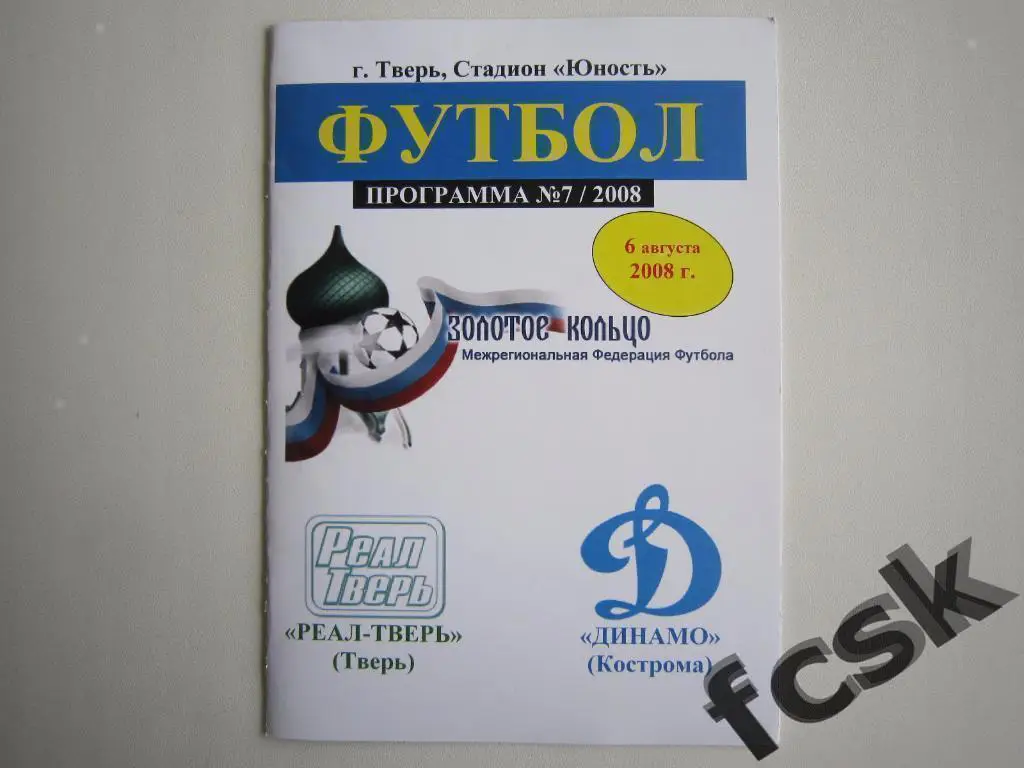 г. Тверь, Стадион «Юность»
ФУТБОЛ
ПРОГРАММА №7 / 2008
6 августа
2008 г.
ЗОЛОТОЕ КОЛЬЦО
Межрегиональная Федерация Футбола
Реал
Тверь
«РЕАЛ-ТВЕРЬ»
(Тверь)
Д
«ДИНАМО»
(Кострома)
fcsk